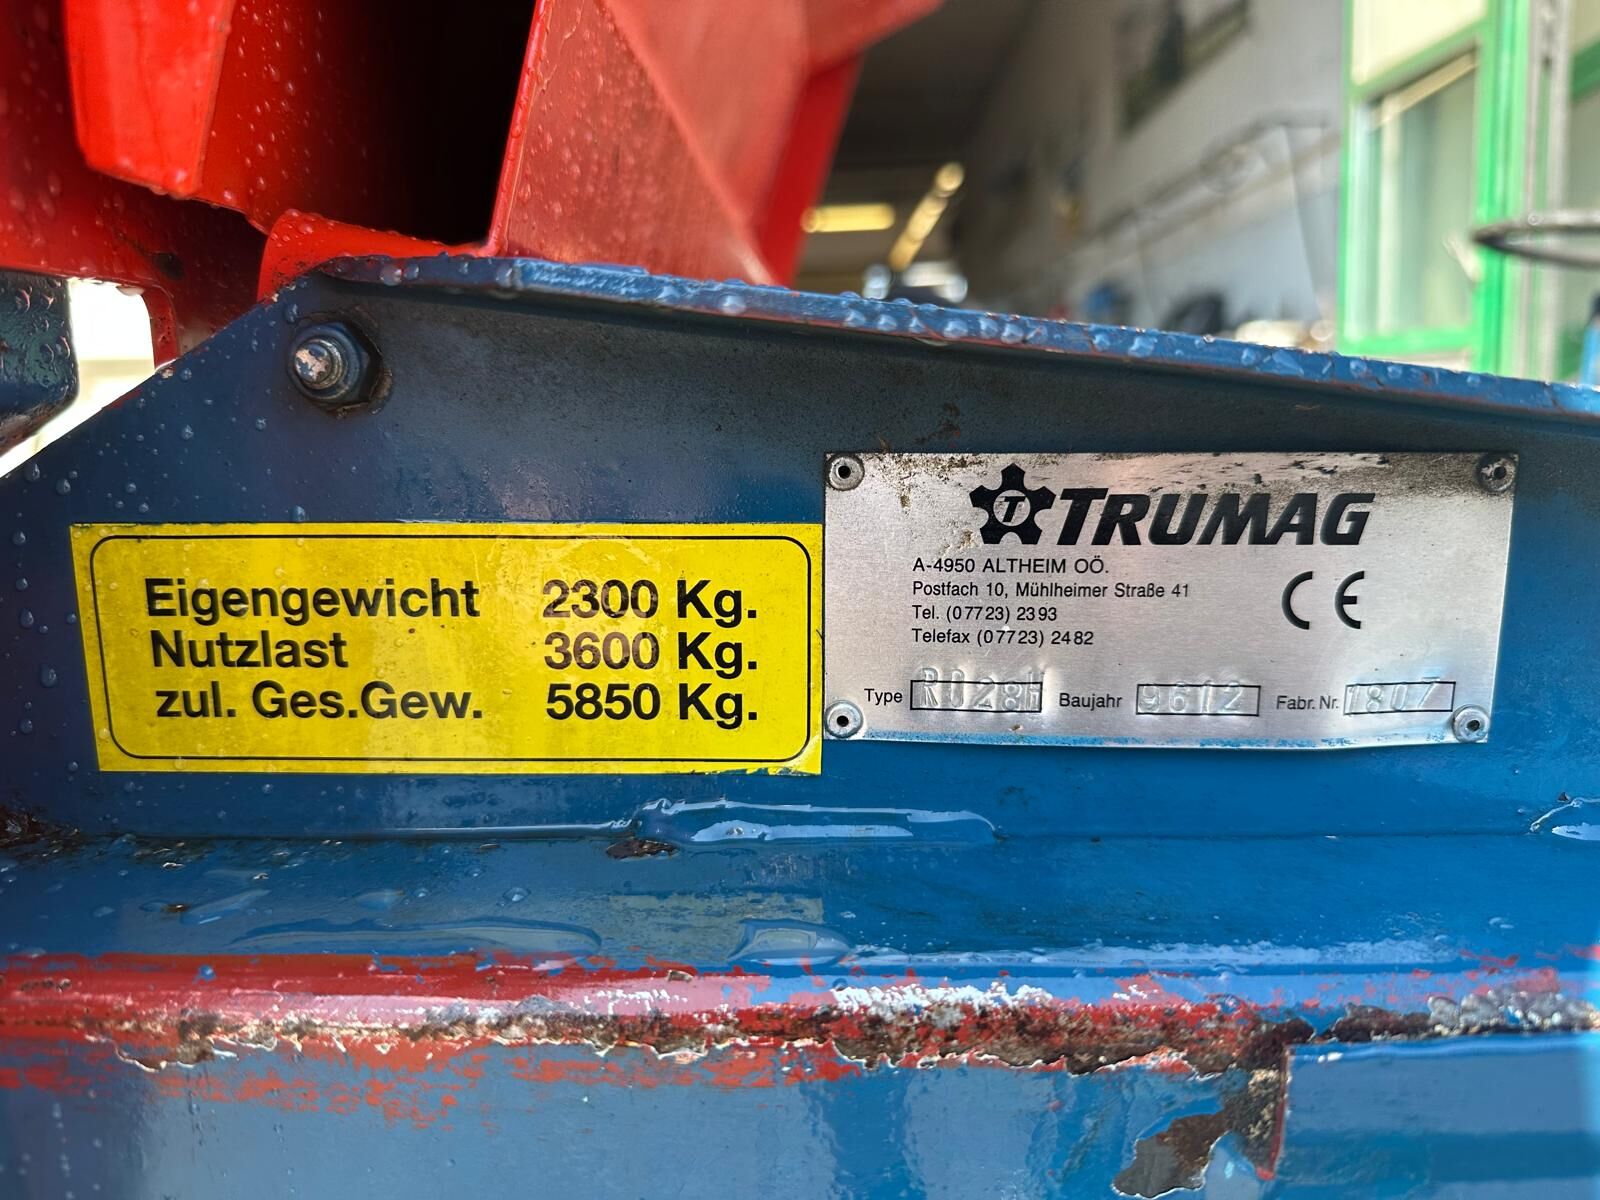 Eigengewicht 2300 Kg.
Nutzlast 3600 Kg.
zul. Ges.Gew. 5850 Kg.
T TRUMAG
A-4950 ALTHEIM OÖ.
Postfach 10, Mühlheimer Straße 41
Tel. (07723) 2393
Telefax (07723) 2482
CE
Type RO28H Baujahr 9612 Fabr. Nr. 1807